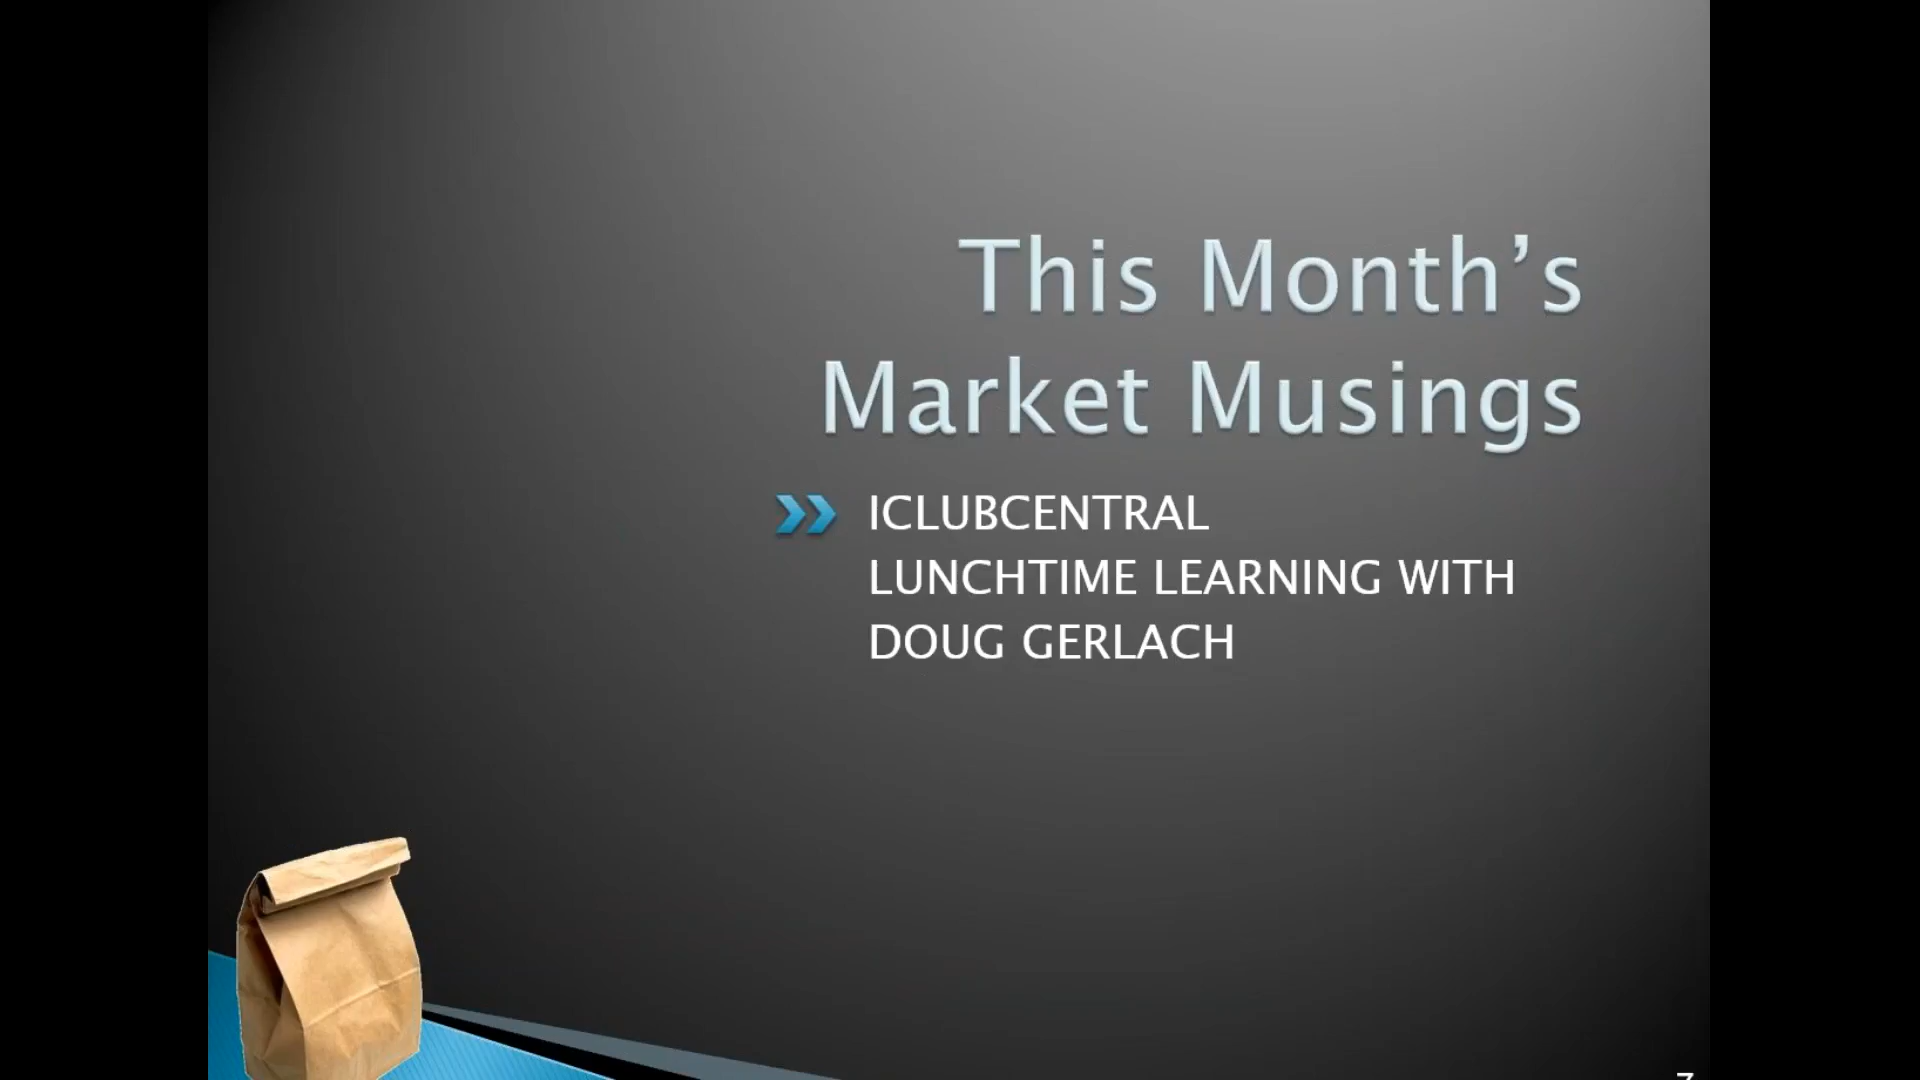 This Month’s
Market Musings
ICLUBCENTRAL
LUNCHTIME LEARNING WITH
DOUG GERLACH